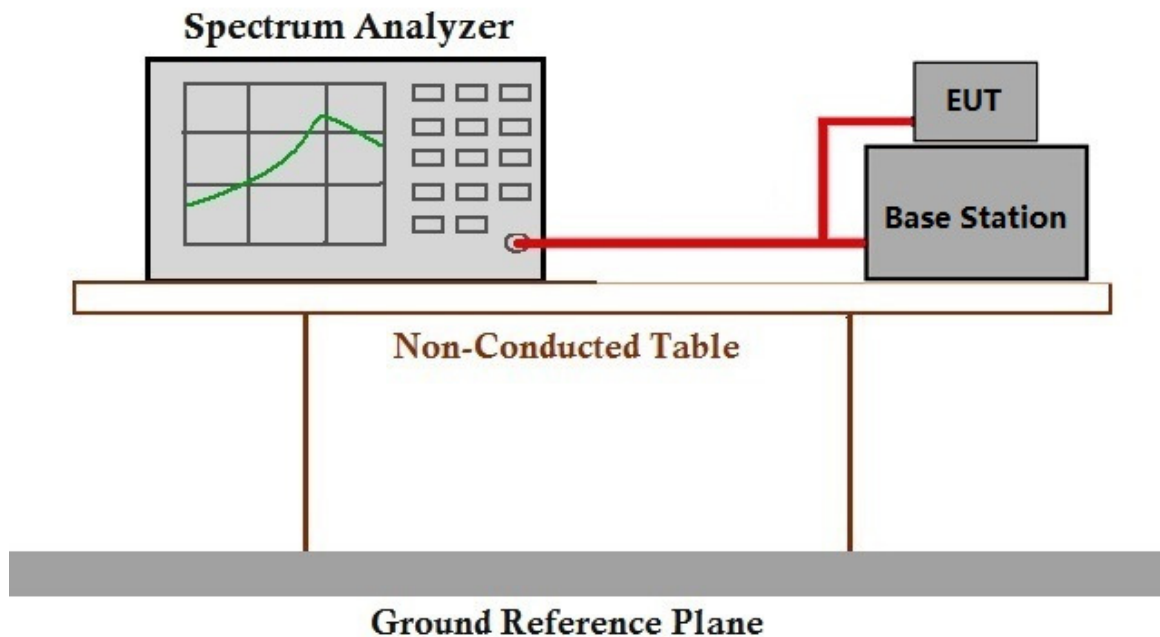 Spectrum Analyzer
EUT
Base Station
Non-Conducted Table
Ground Reference Plane